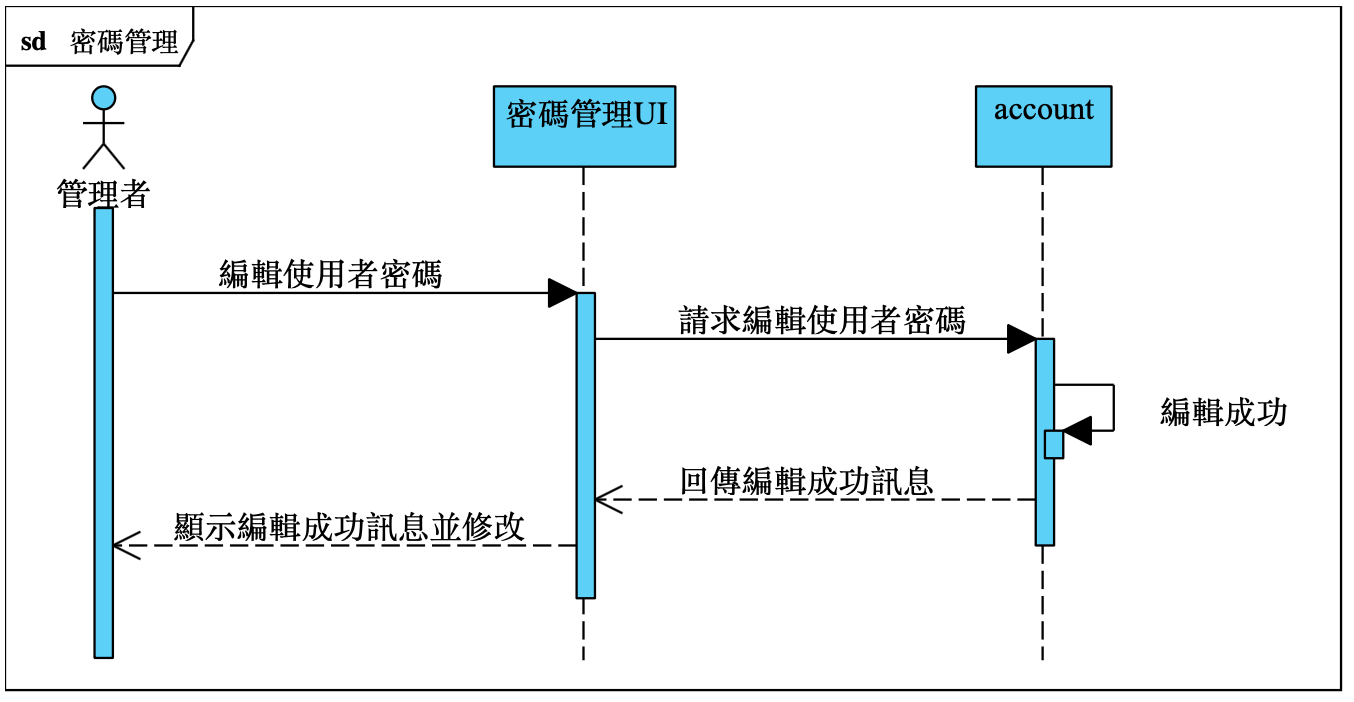 sd 密碼管理
管理者
密碼管理UI
account
編輯使用者密碼
請求編輯使用者密碼
編輯成功
回傳編輯成功訊息
顯示編輯成功訊息並修改